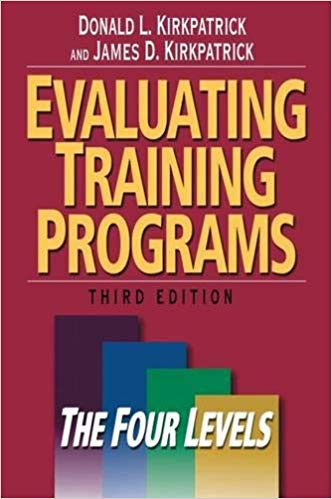 DONALD L. KIRKPATRICK
AND JAMES D. KIRKPATRICK
EVALUATING
TRAINING
PROGRAMS
THIRD EDITION
THE FOUR LEVELS